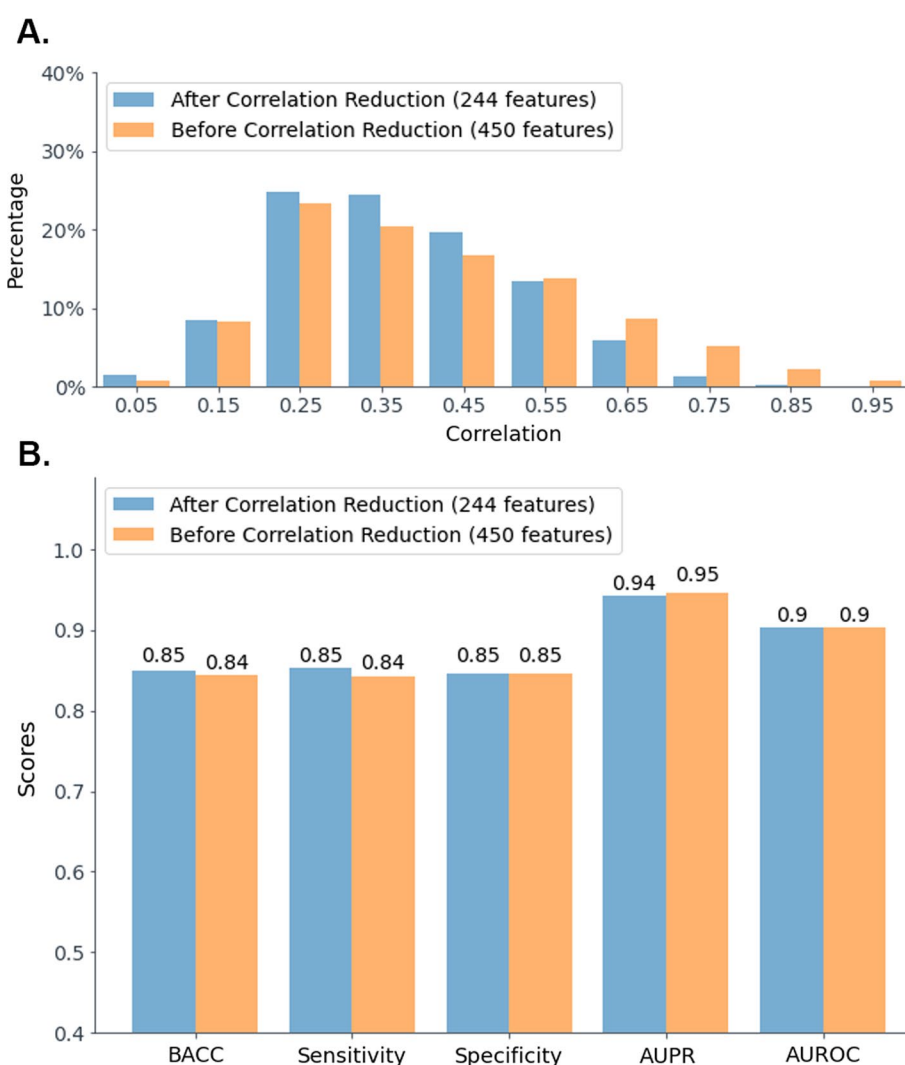 A.
40%
After Correlation Reduction (244 features)
Before Correlation Reduction (450 features)
30%
20%
10%
0%
Percentage
0.05 0.15 0.25 0.35 0.45 0.55 0.65 0.75 0.85 0.95
Correlation
B.
After Correlation Reduction (244 features)
Before Correlation Reduction (450 features)
1.0
0.9
0.8
0.7
0.6
0.5
0.4
Scores
0.85 0.84 0.85 0.84 0.85 0.85 0.94 0.95 0.9 0.9
BACC Sensitivity Specificity AUPR AUROC